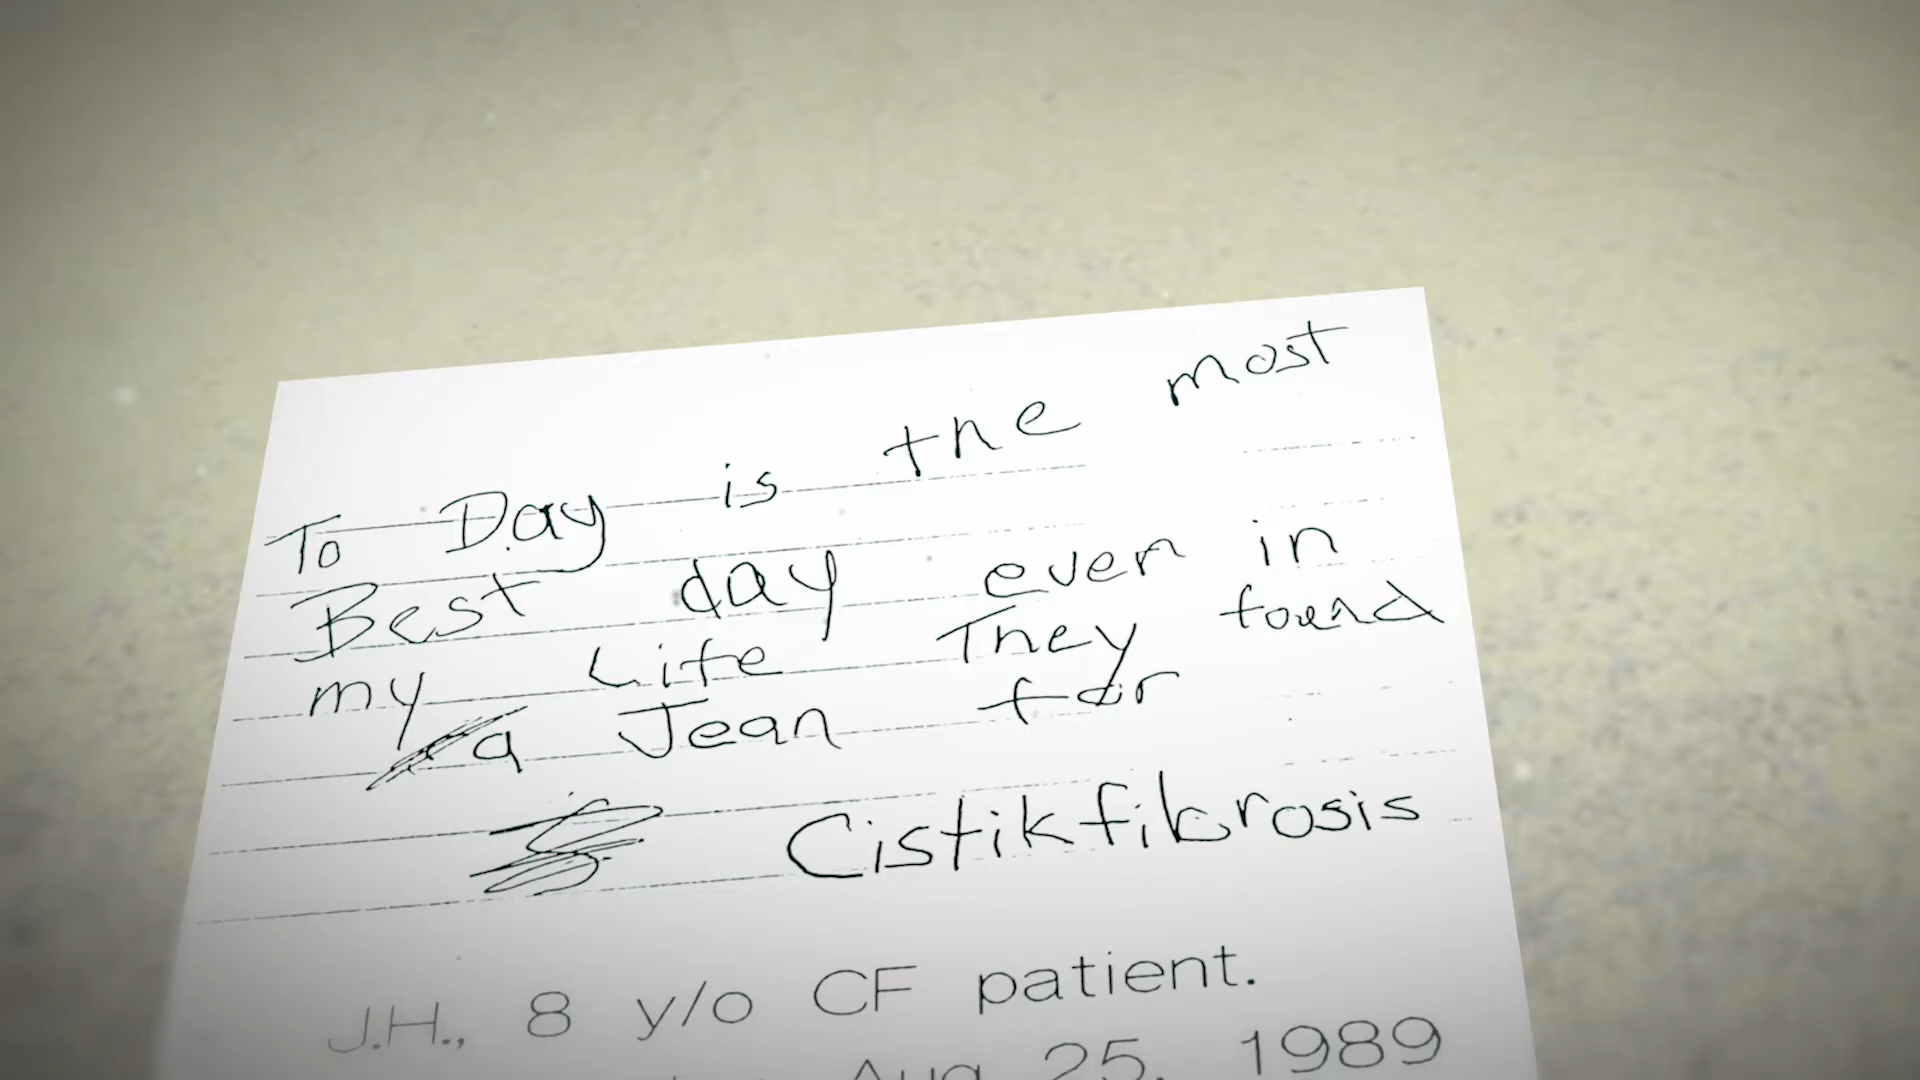 To Day is the most
Best day ever in
my Life They found
a Jean for
Cistikfibrosis
J.H., 8 y/o CF patient.
Aug 25, 1989